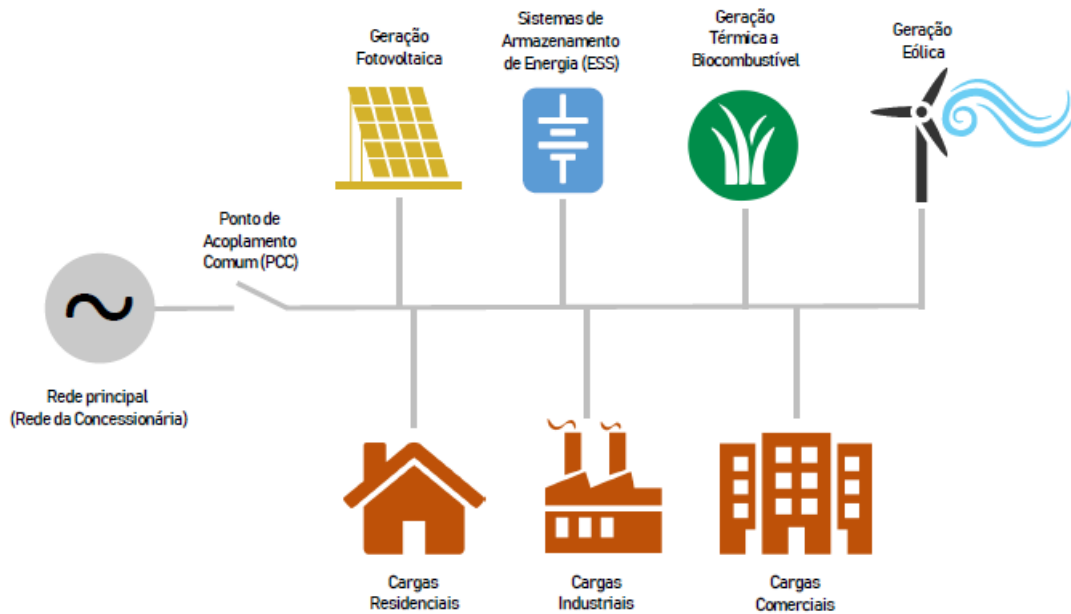 Geração
Fotovoltaica
Sistemas de
Armazenamento
de Energia (ESS)
Geração
Térmica a
Biocombustível
Geração
Eólica
Ponto de
Acoplamento
Comum (PCC)
Rede principal
(Rede da Concessionária)
Cargas
Residenciais
Cargas
Industriais
Cargas
Comerciais